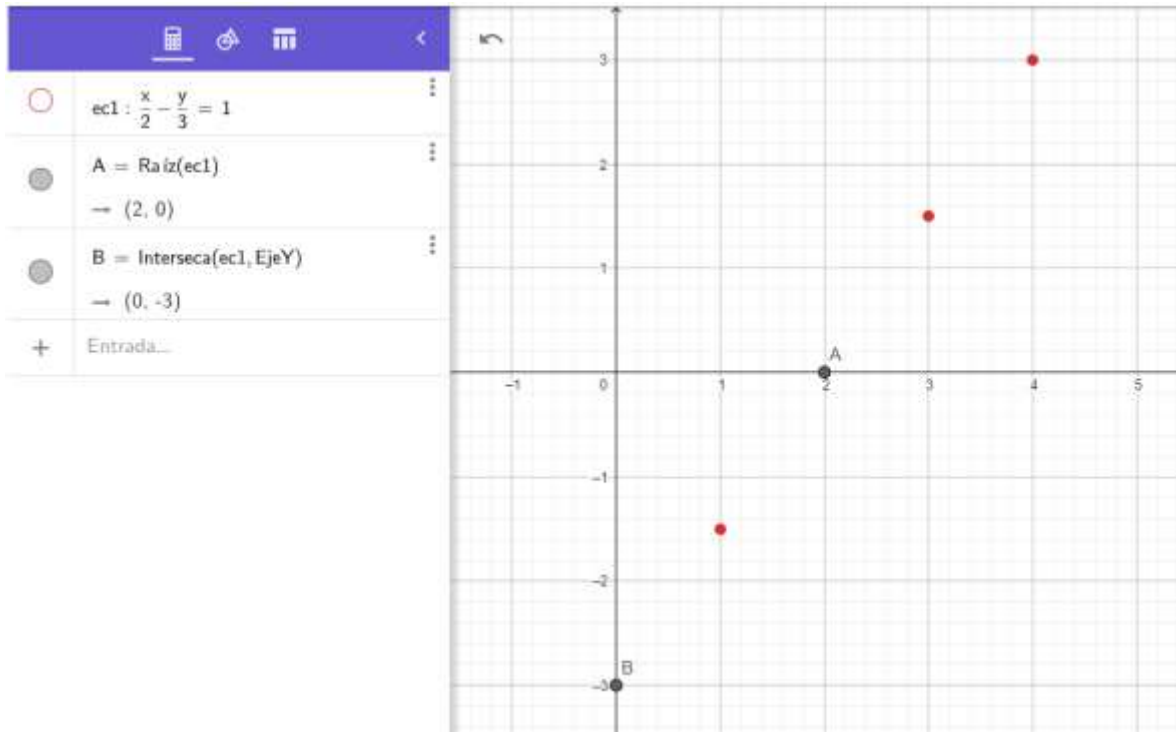 ec1 : x/2 − y/3 = 1
A = Raíz(ec1)
→ (2, 0)
B = Interseca(ec1, EjeY)
→ (0, -3)
+ Entrada...
3
2
1
A
−1 0 1 2 3 4 5
−1
−2
B
−3